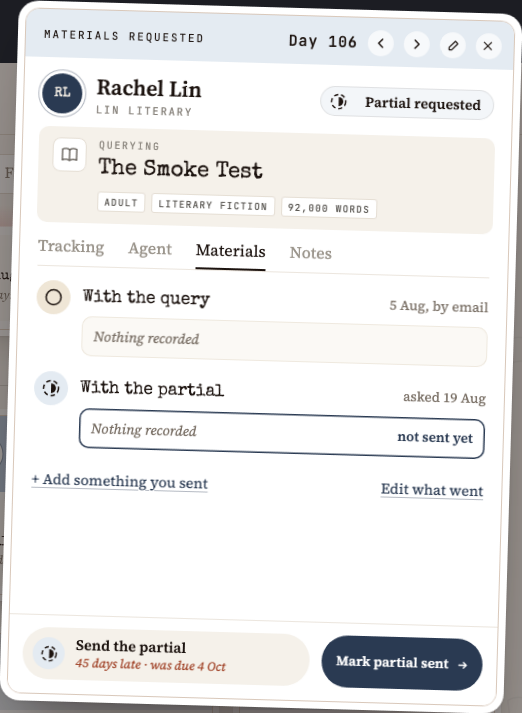 MATERIALS REQUESTED
Day 106
RL
Rachel Lin
LIN LITERARY
Partial requested
QUERYING
The Smoke Test
ADULT
LITERARY FICTION
92,000 WORDS
Tracking Agent Materials Notes
With the query
5 Aug, by email
Nothing recorded
With the partial
asked 19 Aug
Nothing recorded
not sent yet
+ Add something you sent
Edit what went
Send the partial
45 days late · was due 4 Oct
Mark partial sent →